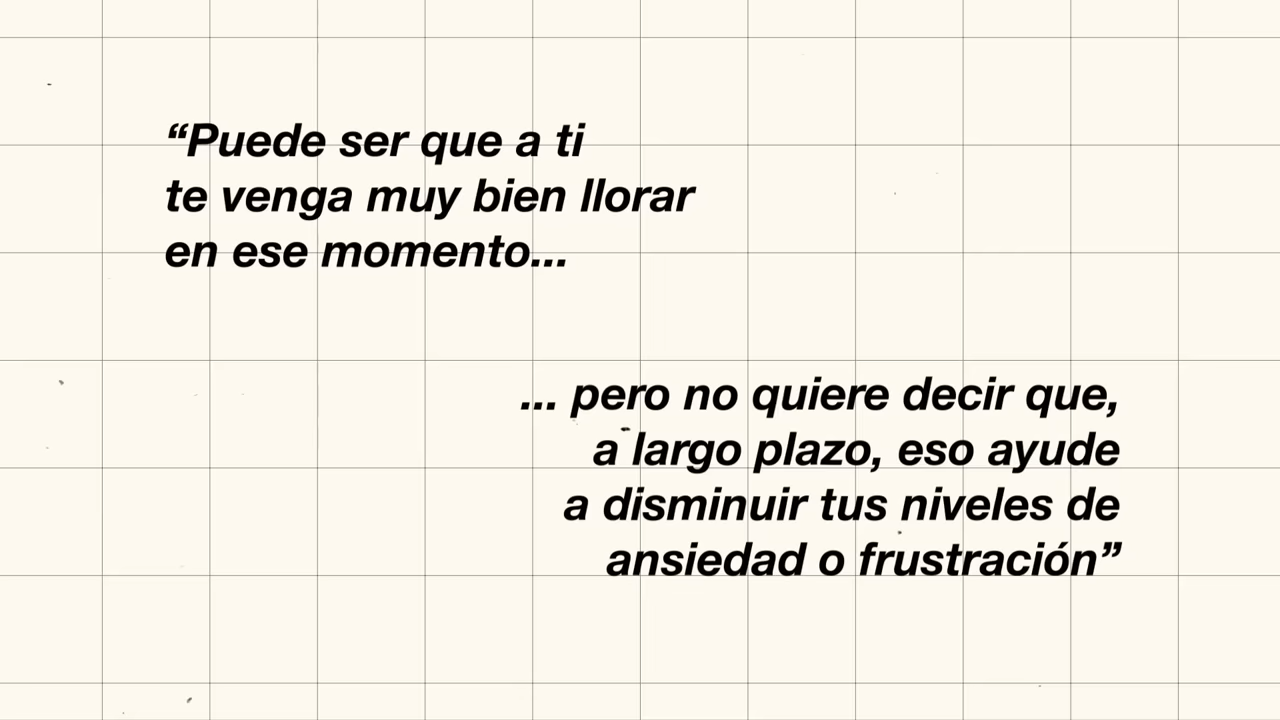 “Puede ser que a ti
te venga muy bien llorar
en ese momento...
... pero no quiere decir que,
a largo plazo, eso ayude
a disminuir tus niveles de
ansiedad o frustración”